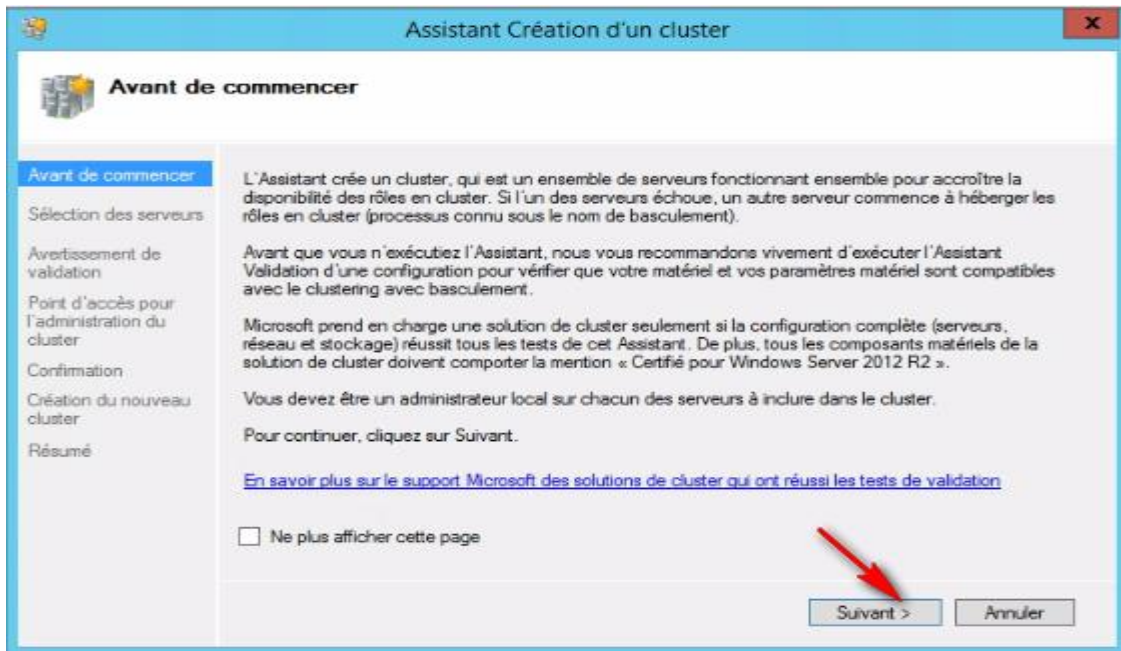 Assistant Création d'un cluster
x
Avant de commencer
Avant de commencer
Sélection des serveurs
Avertissement de
validation
Point d'accès pour
l'administration du
cluster
Confirmation
Création du nouveau
cluster
Résumé
L'Assistant crée un cluster, qui est un ensemble de serveurs fonctionnant ensemble pour accroître la
disponibilité des rôles en cluster. Si l'un des serveurs échoue, un autre serveur commence à héberger les
rôles en cluster (processus connu sous le nom de basculement).
Avant que vous n'exécutiez l'Assistant, nous vous recommandons vivement d'exécuter l'Assistant
Validation d'une configuration pour vérifier que votre matériel et vos paramètres matériel sont compatibles
avec le clustering avec basculement.
Microsoft prend en charge une solution de cluster seulement si la configuration complète (serveurs,
réseau et stockage) réussit tous les tests de cet Assistant. De plus, tous les composants matériels de la
solution de cluster doivent comporter la mention « Certifié pour Windows Server 2012 R2 ».
Vous devez être un administrateur local sur chacun des serveurs à inclure dans le cluster.
Pour continuer, cliquez sur Suivant.
En savoir plus sur le support Microsoft des solutions de cluster qui ont réussi les tests de validation
Ne plus afficher cette page
Suivant >
Annuler